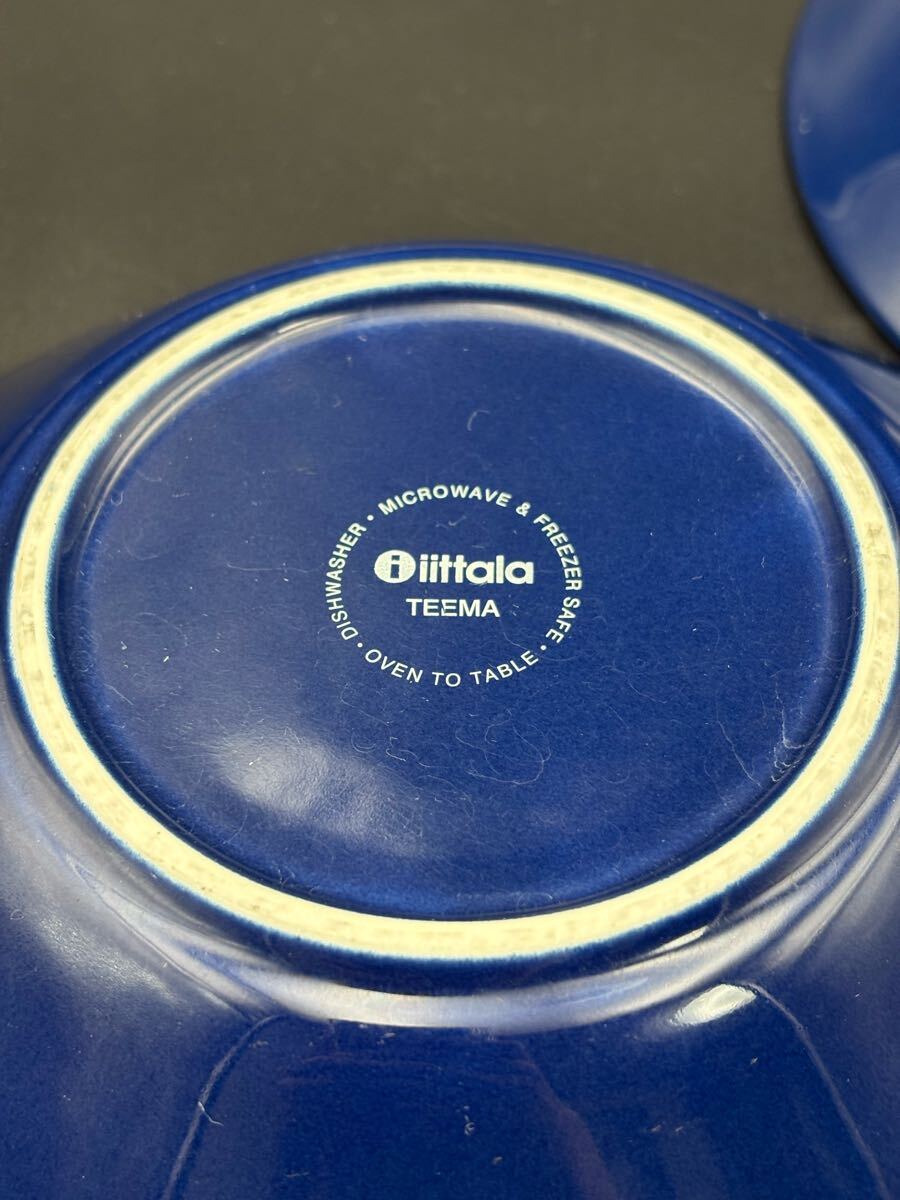 DISHWASHER • MICROWAVE & FREEZER SAFE • OVEN TO TABLE •
i iittala
TEEMA